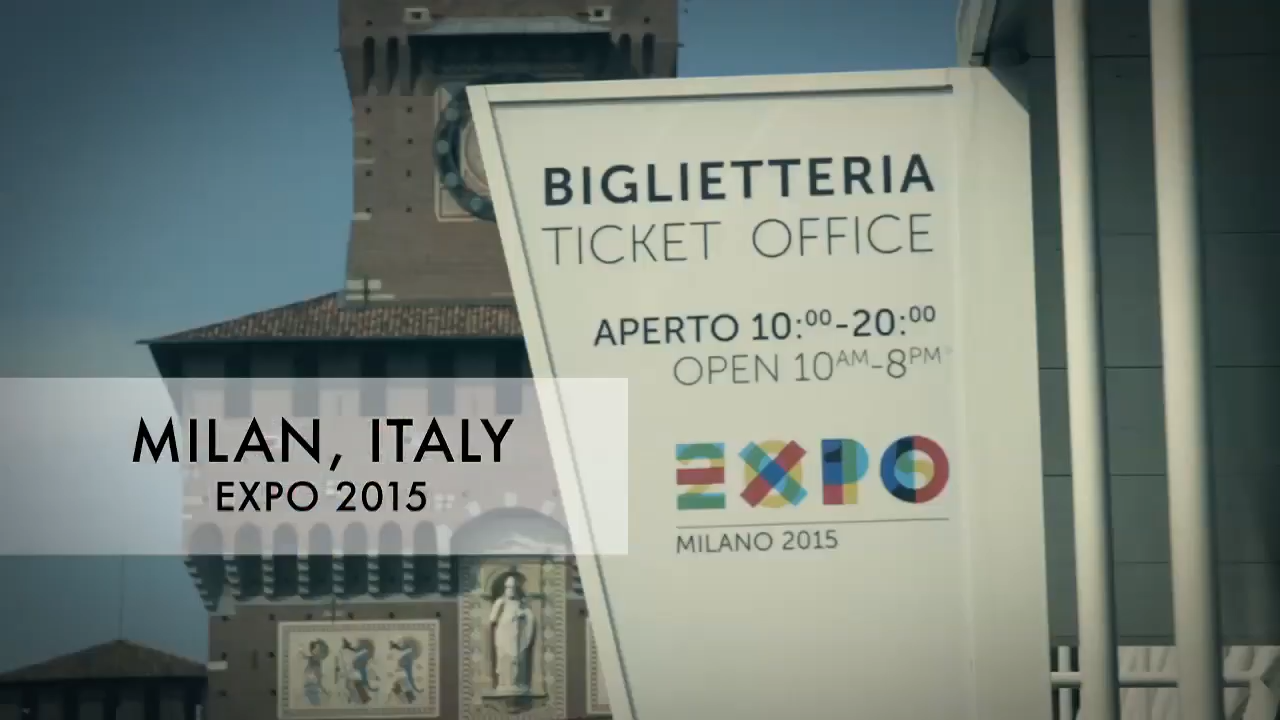 BIGLIETTERIA
TICKET OFFICE
APERTO 10:00-20:00
OPEN 10AM-8PM
EXPO
MILANO 2015
MILAN, ITALY
EXPO 2015